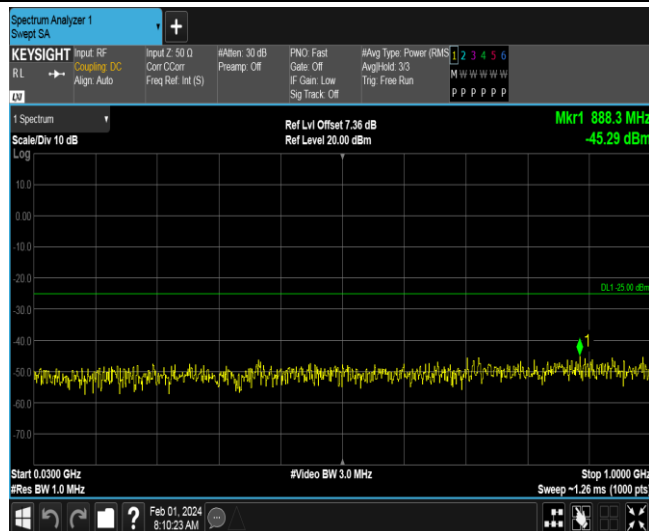 Spectrum Analyzer 1
Swept SA
+
KEYSIGHT Input: RF Input Z: 50 Ω #Atten: 30 dB PNO: Fast #Avg Type: Power (RMS 1 2 3 4 5 6
RL Coupling: DC Corr CCorr Preamp: Off Gate: Off Avg|Hold: 3/3 M W W W W W
Align: Auto Freq Ref: Int (S) IF Gain: Low Trig: Free Run
Sig Track: Off P P P P P P
1 Spectrum Ref Lvl Offset 7.36 dB Mkr1 888.3 MHz
Scale/Div 10 dB Ref Level 20.00 dBm -45.29 dBm
Log
10.0
0.00
-10.0
-20.0
DL1 -25.00 dBm
-30.0
-40.0
1
-50.0
-60.0
-70.0
Start 0.0300 GHz #Video BW 3.0 MHz Stop 1.0000 GHz
#Res BW 1.0 MHz Sweep ~1.26 ms (1000 pts)
? Feb 01, 2024
8:10:23 AM